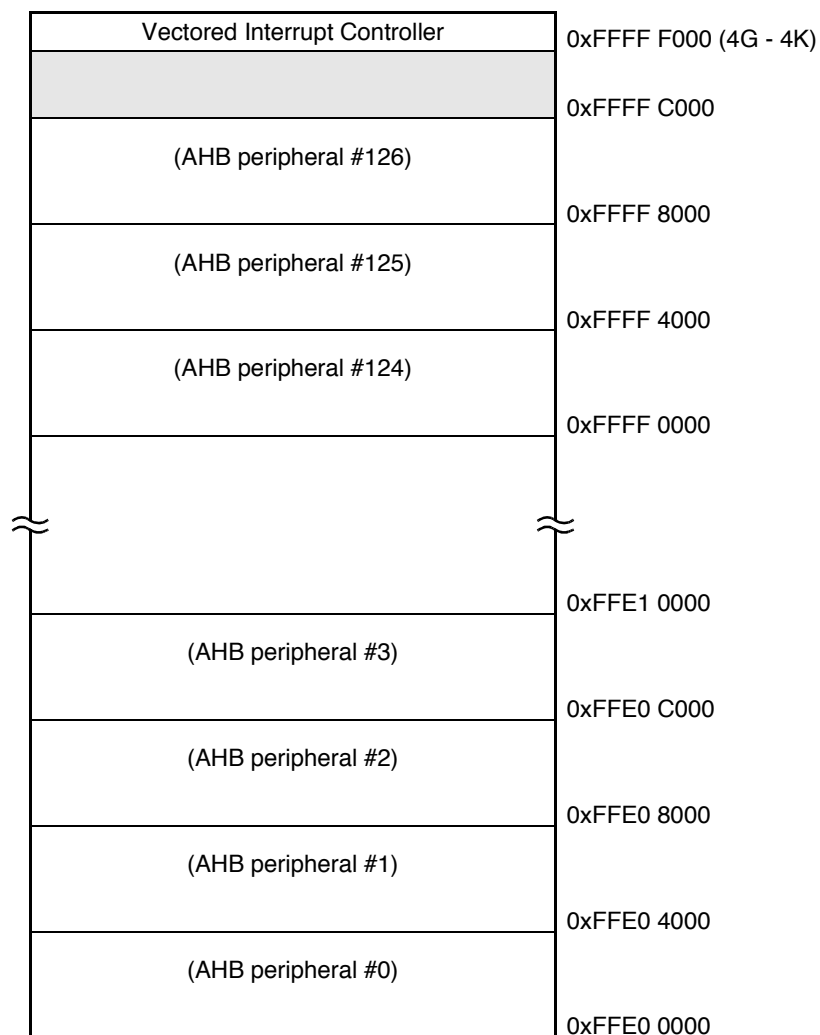 Vectored Interrupt Controller
0xFFFF F000 (4G - 4K)
0xFFFF C000
(AHB peripheral #126)
0xFFFF 8000
(AHB peripheral #125)
0xFFFF 4000
(AHB peripheral #124)
0xFFFF 0000
0xFFE1 0000
(AHB peripheral #3)
0xFFE0 C000
(AHB peripheral #2)
0xFFE0 8000
(AHB peripheral #1)
0xFFE0 4000
(AHB peripheral #0)
0xFFE0 0000